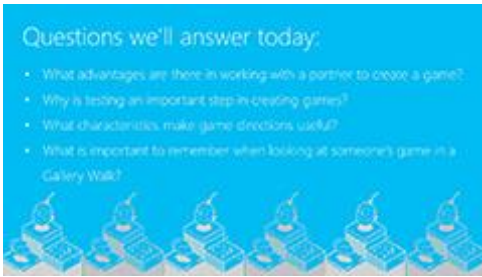 Questions we'll answer today:
• What advantages are there in working with a partner to create a game?
• Why is testing an important step in creating games?
• What characteristics make game directions useful?
• What is important to remember when looking at someone's game in a
Gallery Walk?